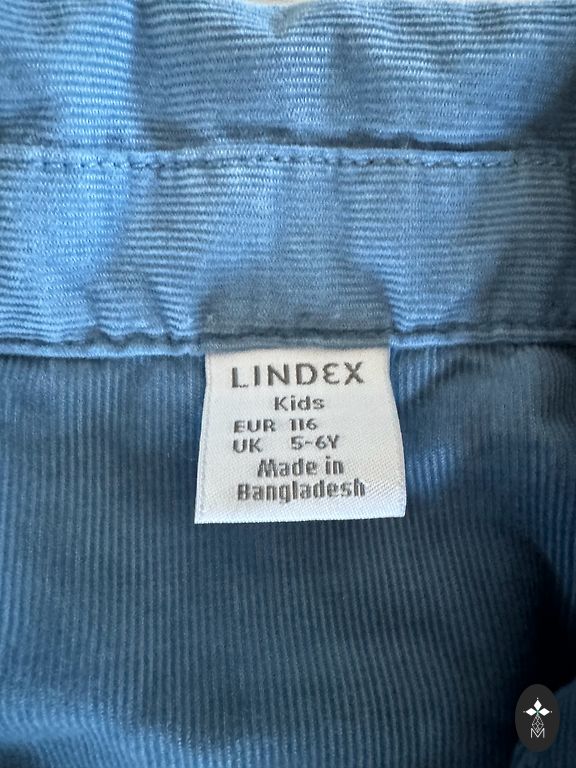 LINDEX
Kids
EUR 116
UK 5-6Y
Made in
Bangladesh
M